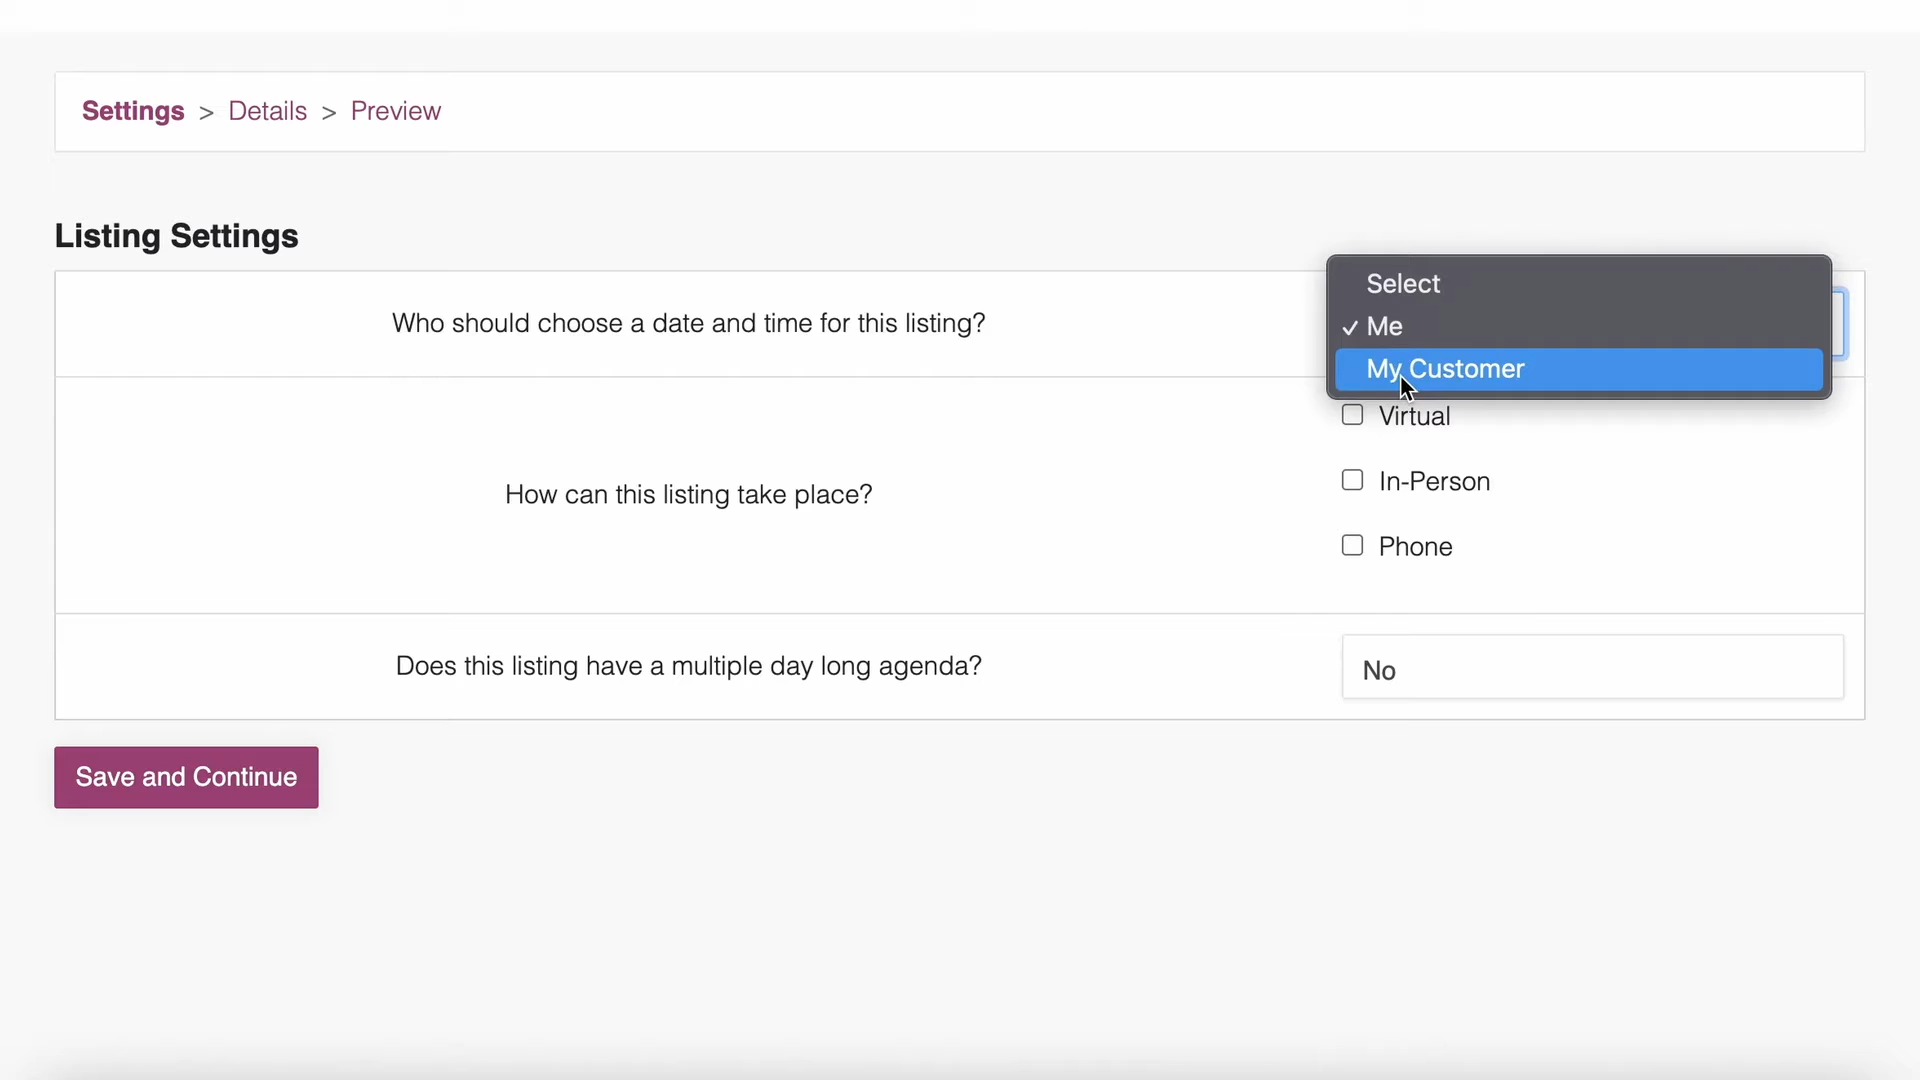 Settings > Details > Preview
Listing Settings
Who should choose a date and time for this listing?
Select
✓ Me
My Customer
How can this listing take place?
Virtual
In-Person
Phone
Does this listing have a multiple day long agenda?
No
Save and Continue